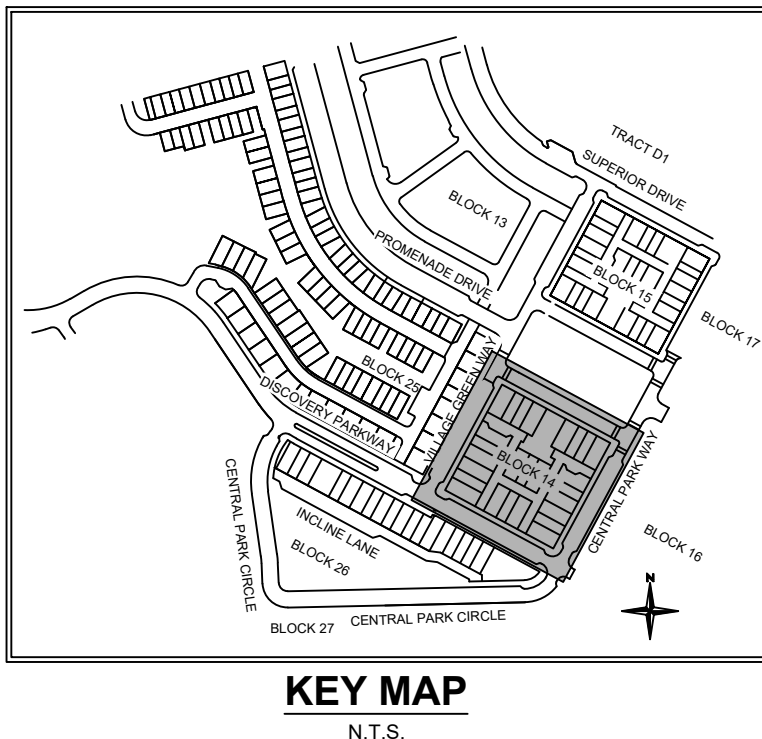 TRACT D1
SUPERIOR DRIVE
BLOCK 13
PROMENADE DRIVE
BLOCK 15
BLOCK 17
BLOCK 25
VILLAGE GREEN WAY
DISCOVERY PARKWAY
BLOCK 14
CENTRAL PARK WAY
CENTRAL PARK CIRCLE
INCLINE LANE
BLOCK 26
BLOCK 16
N
BLOCK 27
CENTRAL PARK CIRCLE
KEY MAP
N.T.S.